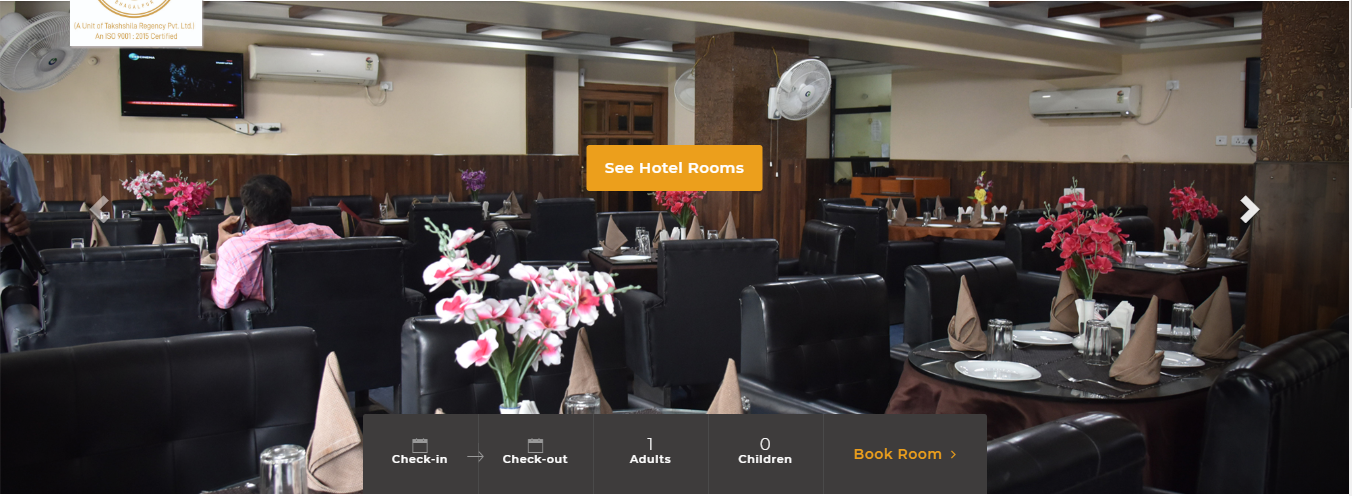 BHAGALPUR
(A Unit of Takshshila Regency Pvt. Ltd.)
An ISO 9001 : 2015 Certified
See Hotel Rooms
Check-in
Check-out
1
Adults
0
Children
Book Room >